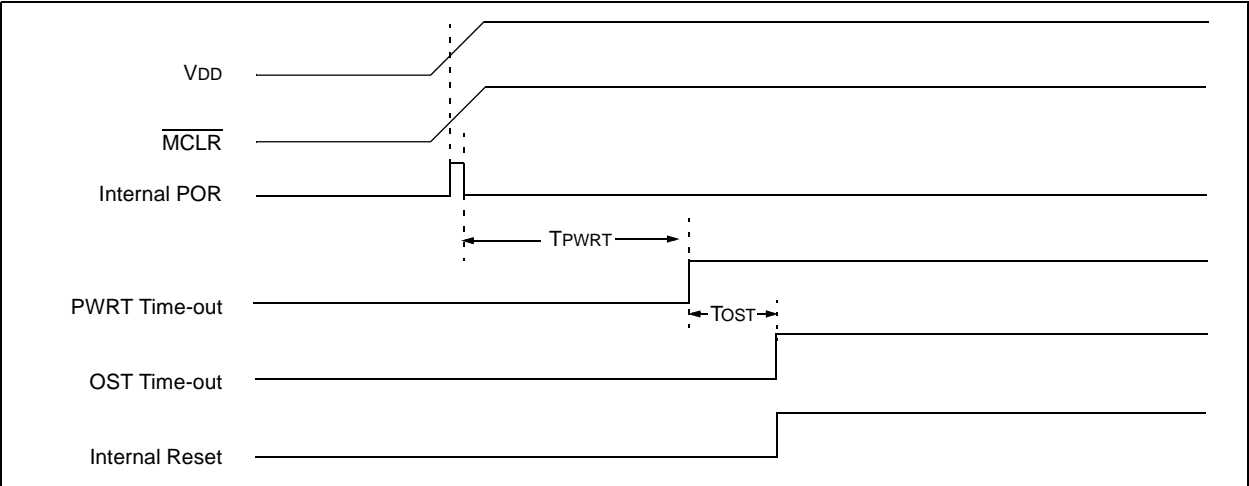 VDD
MCLR
Internal POR
TPWRT
PWRT Time-out
TOST
OST Time-out
Internal Reset